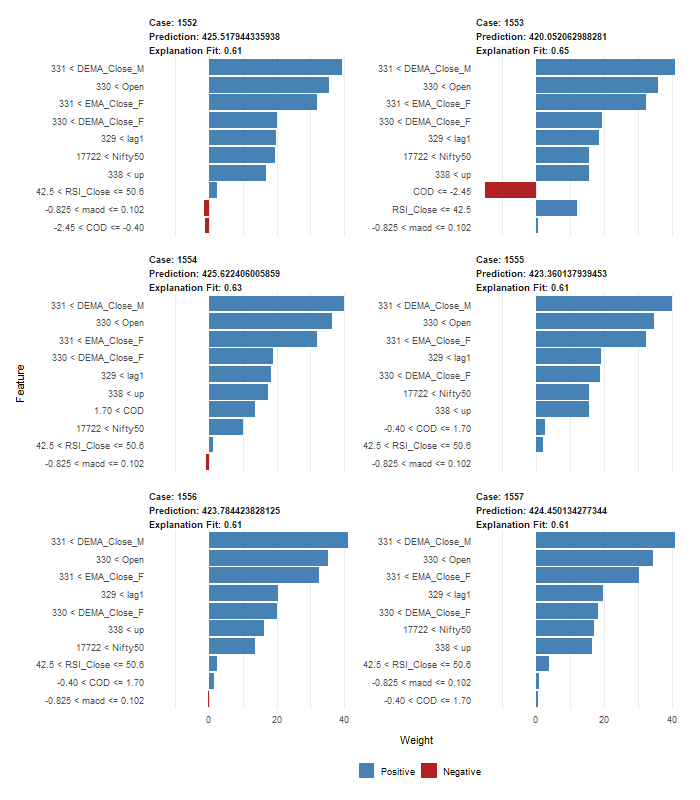 Case: 1552
Prediction: 425.517944335938
Explanation Fit: 0.61
331 < DEMA_Close_M
330 < Open
331 < EMA_Close_F
330 < DEMA_Close_F
329 < lag1
17722 < Nifty50
338 < up
42.5 < RSI_Close <= 50.6
-0.825 < macd <= 0.102
-2.45 < COD <= -0.40
Case: 1553
Prediction: 420.052062988281
Explanation Fit: 0.65
331 < DEMA_Close_M
330 < Open
331 < EMA_Close_F
330 < DEMA_Close_F
329 < lag1
17722 < Nifty50
338 < up
COD <= -2.45
RSI_Close <= 42.5
-0.825 < macd <= 0.102
Case: 1554
Prediction: 425.622406005859
Explanation Fit: 0.63
331 < DEMA_Close_M
330 < Open
331 < EMA_Close_F
330 < DEMA_Close_F
329 < lag1
338 < up
1.70 < COD
17722 < Nifty50
42.5 < RSI_Close <= 50.6
-0.825 < macd <= 0.102
Case: 1555
Prediction: 423.360137939453
Explanation Fit: 0.61
331 < DEMA_Close_M
330 < Open
331 < EMA_Close_F
329 < lag1
330 < DEMA_Close_F
17722 < Nifty50
338 < up
-0.40 < COD <= 1.70
42.5 < RSI_Close <= 50.6
-0.825 < macd <= 0.102
Feature
Case: 1556
Prediction: 423.784423828125
Explanation Fit: 0.61
331 < DEMA_Close_M
330 < Open
331 < EMA_Close_F
329 < lag1
330 < DEMA_Close_F
338 < up
17722 < Nifty50
42.5 < RSI_Close <= 50.6
-0.40 < COD <= 1.70
-0.825 < macd <= 0.102
0 20 40
Case: 1557
Prediction: 424.450134277344
Explanation Fit: 0.61
331 < DEMA_Close_M
330 < Open
331 < EMA_Close_F
329 < lag1
330 < DEMA_Close_F
17722 < Nifty50
338 < up
42.5 < RSI_Close <= 50.6
-0.825 < macd <= 0.102
-0.40 < COD <= 1.70
0 20 40
Weight
Positive Negative